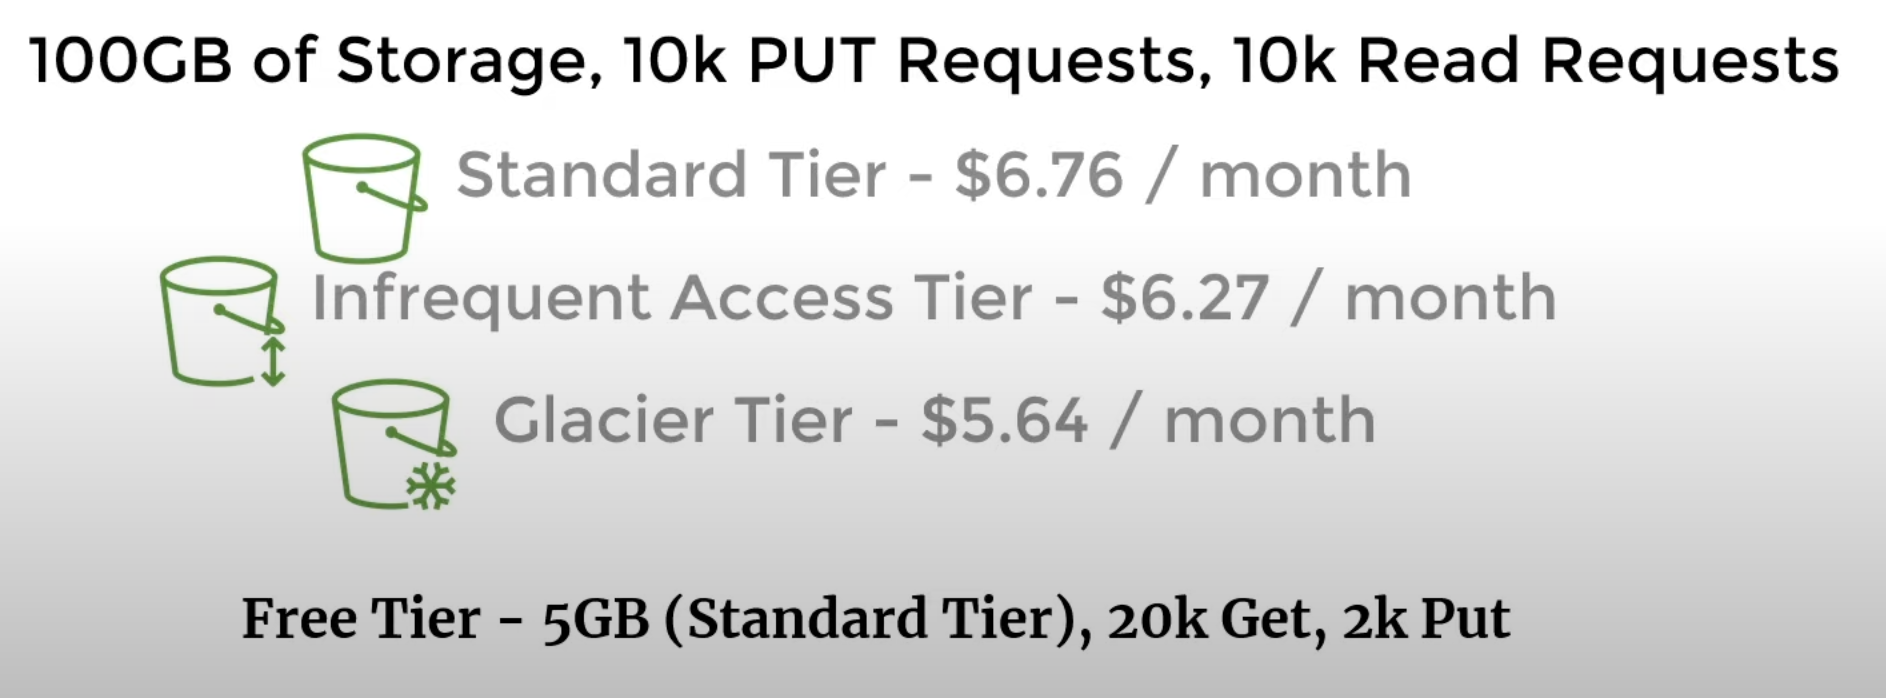 100GB of Storage, 10k PUT Requests, 10k Read Requests
Standard Tier - $6.76 / month
Infrequent Access Tier - $6.27 / month
Glacier Tier - $5.64 / month
Free Tier - 5GB (Standard Tier), 20k Get, 2k Put